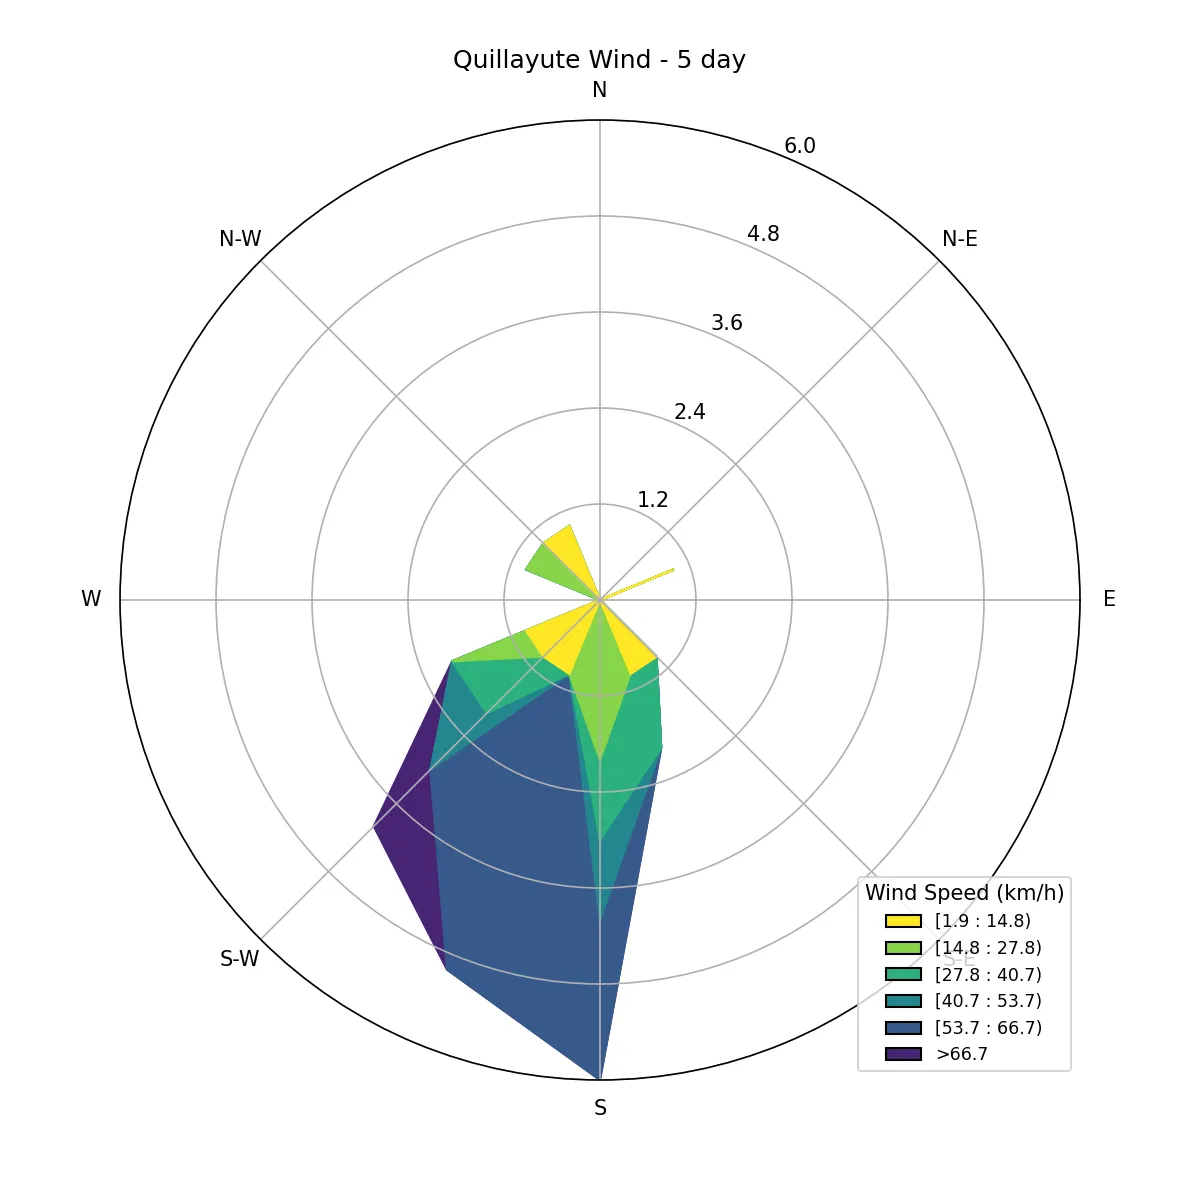 Quillayute Wind - 5 day
N
6.0
N-W
4.8
N-E
3.6
2.4
1.2
W
E
S-W
S-E
S
Wind Speed (km/h)
[1.9 : 14.8)
[14.8 : 27.8)
[27.8 : 40.7)
[40.7 : 53.7)
[53.7 : 66.7)
>66.7